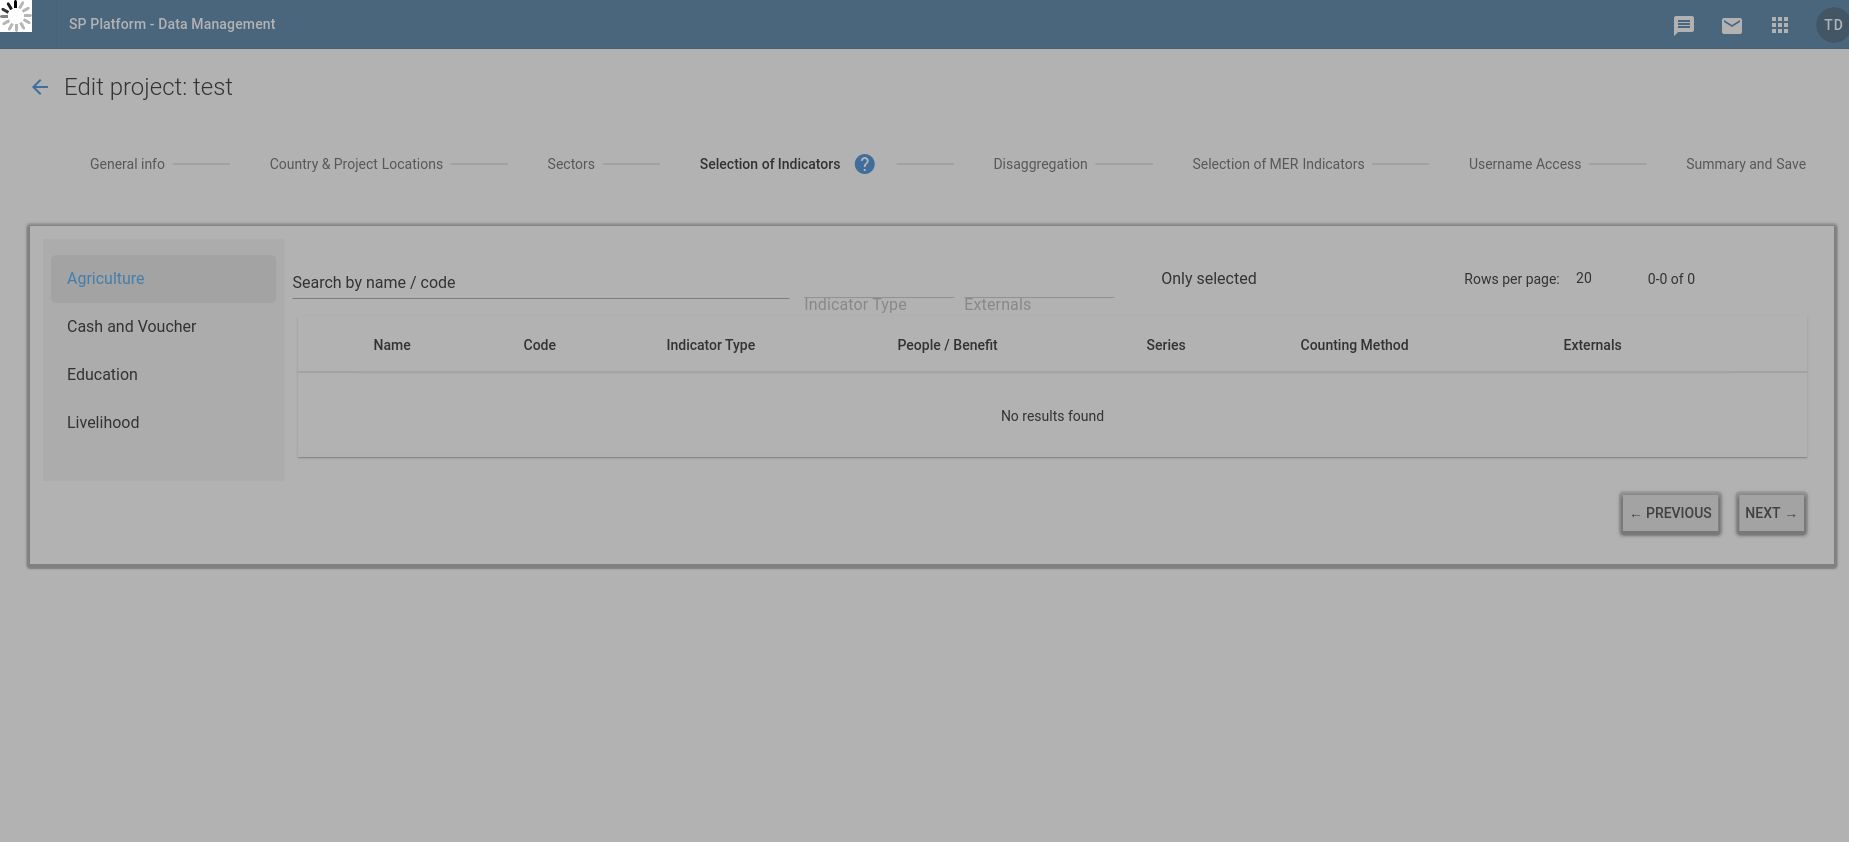 SP Platform - Data Management
TD
Edit project: test
General info
Country & Project Locations
Sectors
Selection of Indicators
?
Disaggregation
Selection of MER Indicators
Username Access
Summary and Save
Agriculture
Cash and Voucher
Education
Livelihood
Search by name / code
Indicator Type
Externals
Only selected
Rows per page: 20
0-0 of 0
Name Code Indicator Type People / Benefit Series Counting Method Externals
No results found
← PREVIOUS
NEXT →